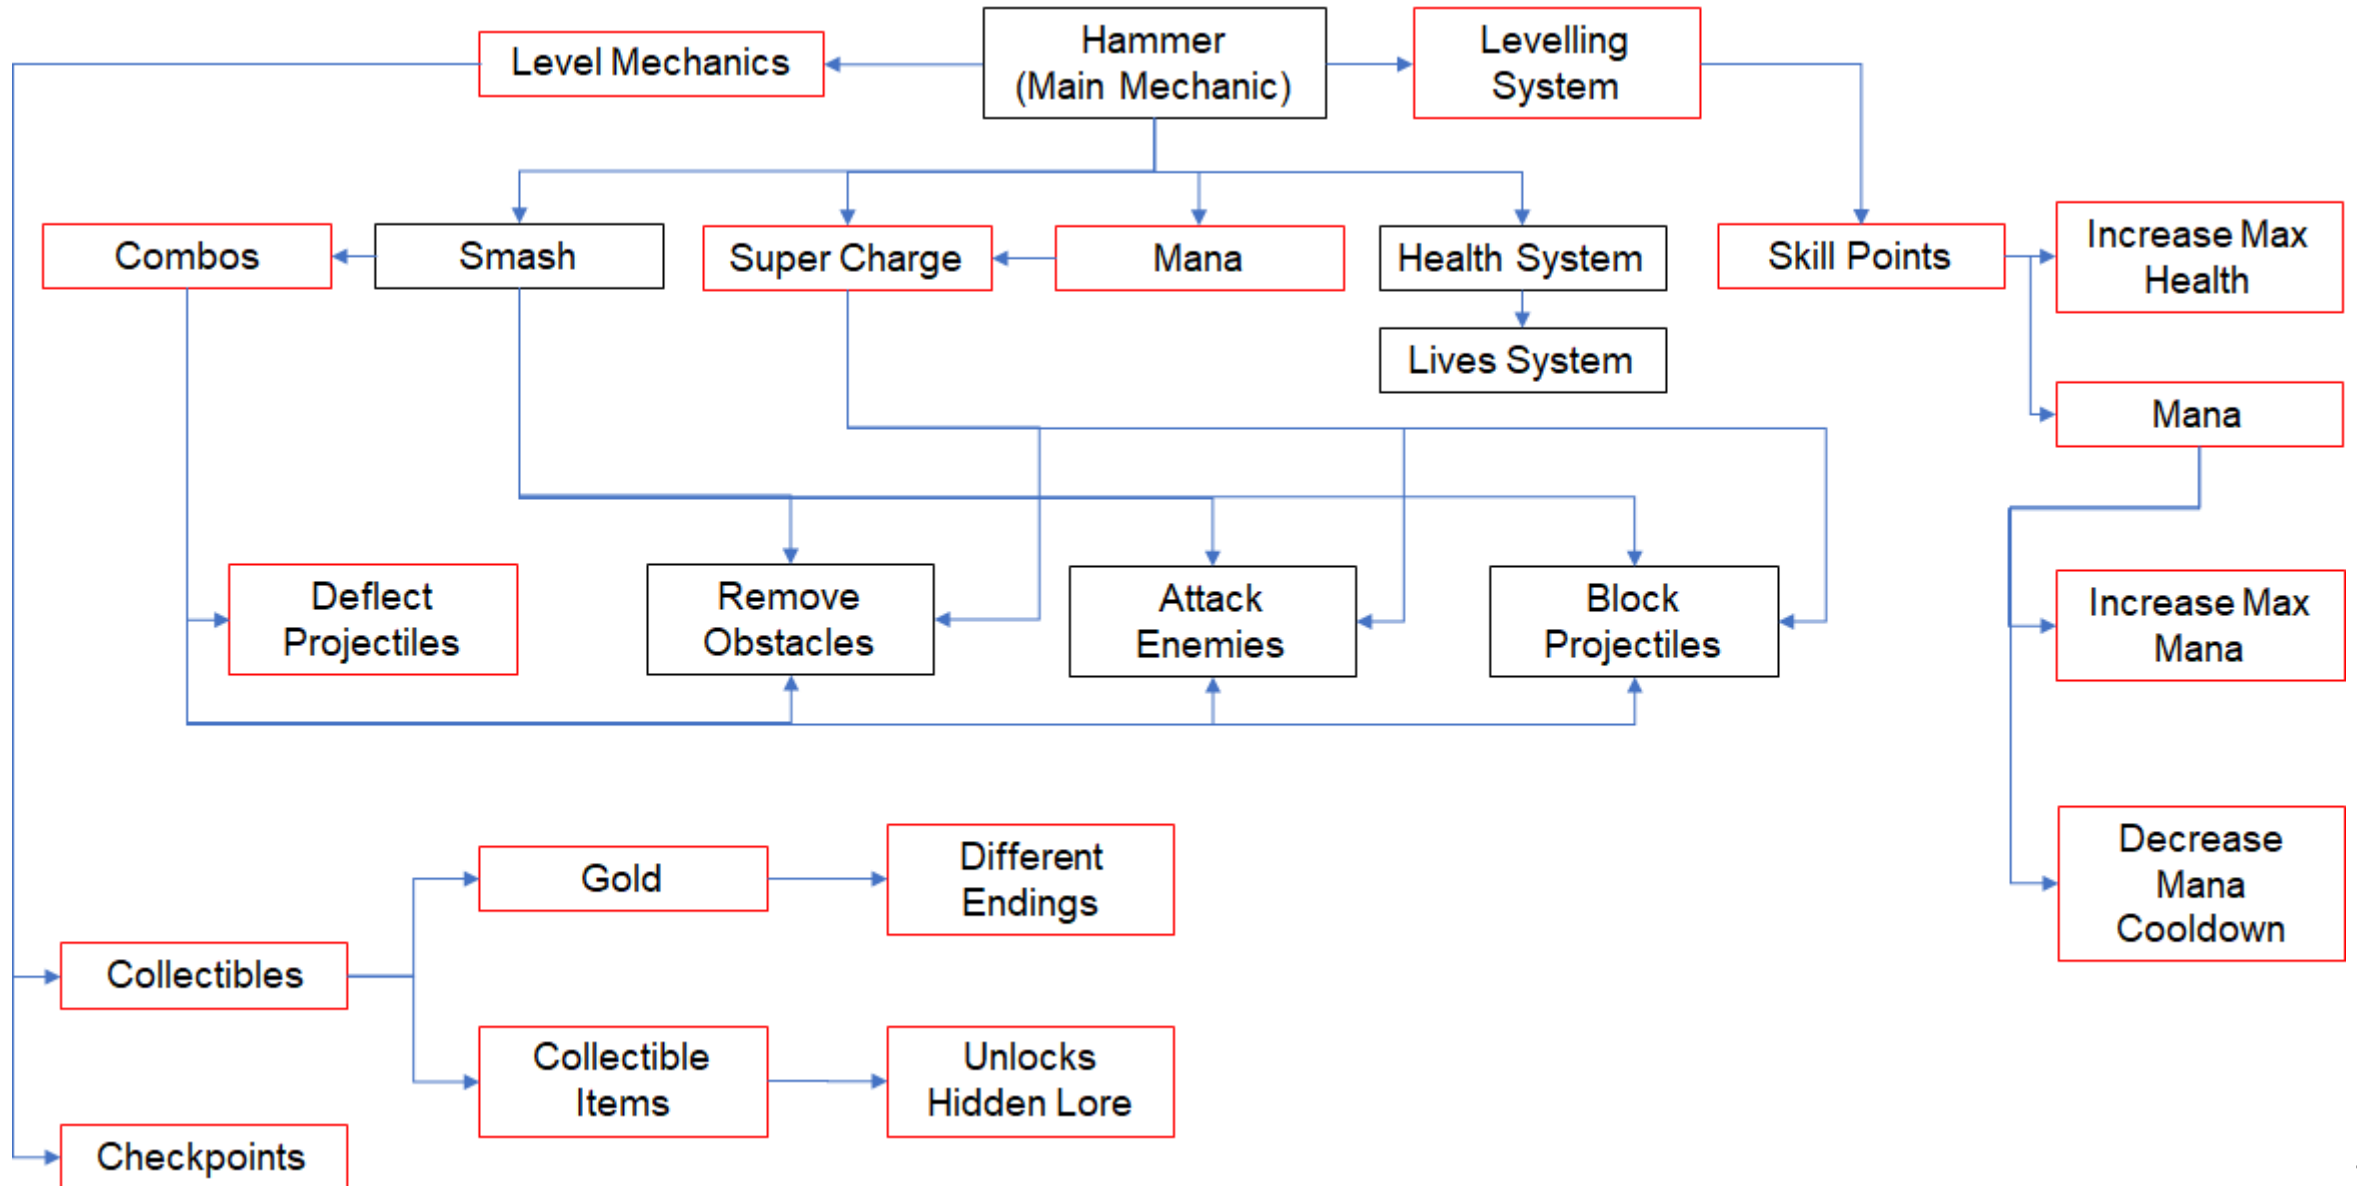 Level Mechanics
Hammer
(Main Mechanic)
Levelling
System
Combos
Smash
Super Charge
Mana
Health System
Skill Points
Increase Max
Health
Lives System
Mana
Deflect
Projectiles
Remove
Obstacles
Attack
Enemies
Block
Projectiles
Increase Max
Mana
Gold
Different
Endings
Decrease
Mana
Cooldown
Collectibles
Collectible
Items
Unlocks
Hidden Lore
Checkpoints